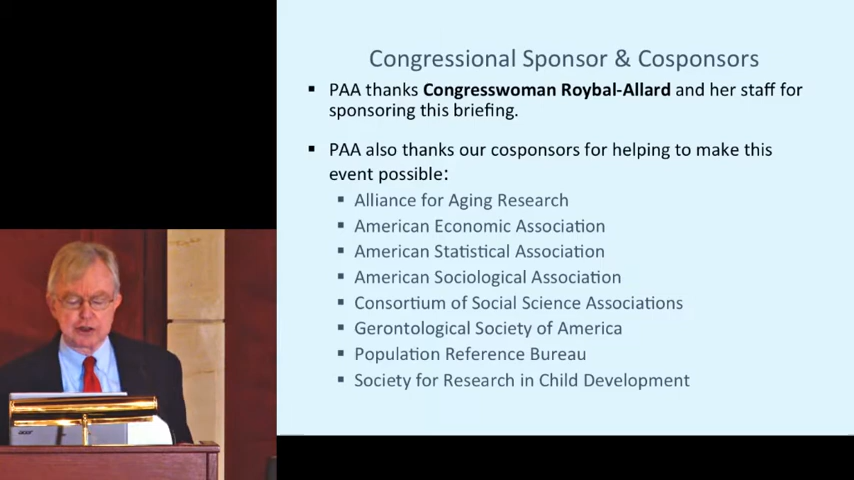 Congressional Sponsor & Cosponsors
▪ PAA thanks Congresswoman Roybal-Allard and her staff for
sponsoring this briefing.
▪ PAA also thanks our cosponsors for helping to make this
event possible:
▪ Alliance for Aging Research
▪ American Economic Association
▪ American Statistical Association
▪ American Sociological Association
▪ Consortium of Social Science Associations
▪ Gerontological Society of America
▪ Population Reference Bureau
▪ Society for Research in Child Development
acer